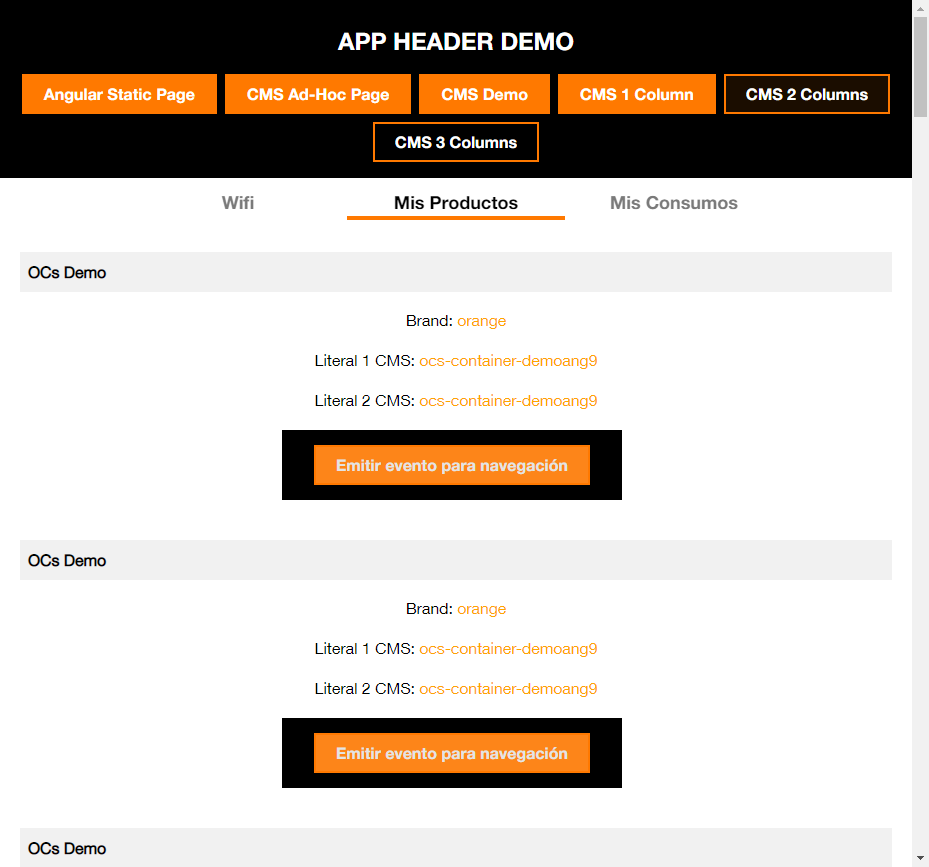 APP HEADER DEMO
Angular Static Page CMS Ad-Hoc Page CMS Demo CMS 1 Column CMS 2 Columns
CMS 3 Columns
Wifi Mis Productos Mis Consumos
OCs Demo
Brand: orange
Literal 1 CMS: ocs-container-demoang9
Literal 2 CMS: ocs-container-demoang9
Emitir evento para navegación
OCs Demo
Brand: orange
Literal 1 CMS: ocs-container-demoang9
Literal 2 CMS: ocs-container-demoang9
Emitir evento para navegación
OCs Demo